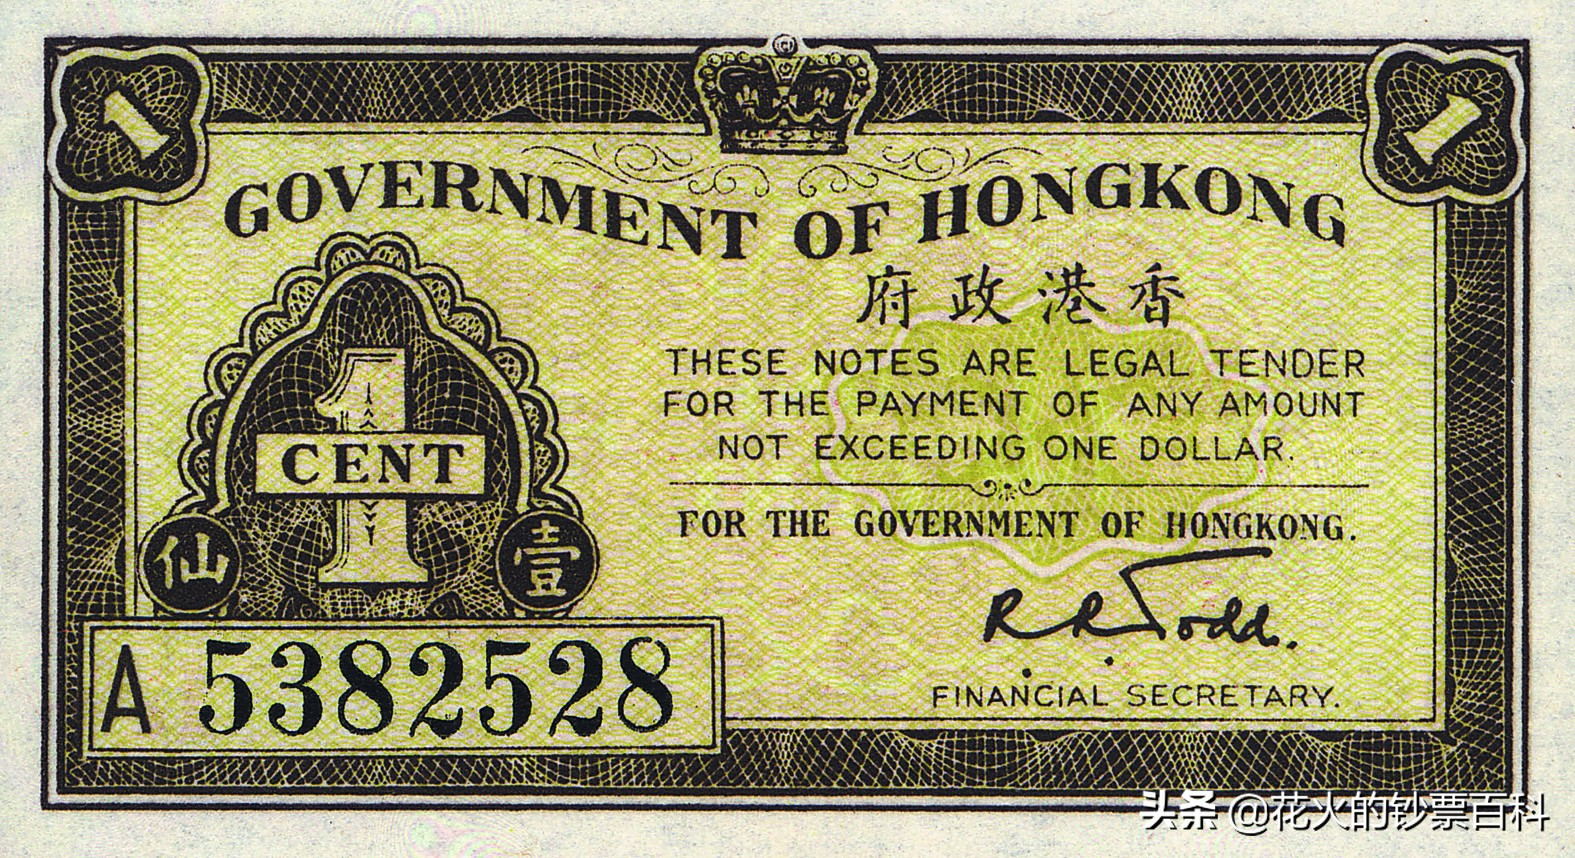 1
1
GOVERNMENT OF HONGKONG
府政港香
THESE NOTES ARE LEGAL TENDER
FOR THE PAYMENT OF ANY AMOUNT
NOT EXCEEDING ONE DOLLAR.
1
CENT
仙 壹
FOR THE GOVERNMENT OF HONGKONG.
R R Todd.
FINANCIAL SECRETARY.
A 5382528
头条 @花火的钞票百科